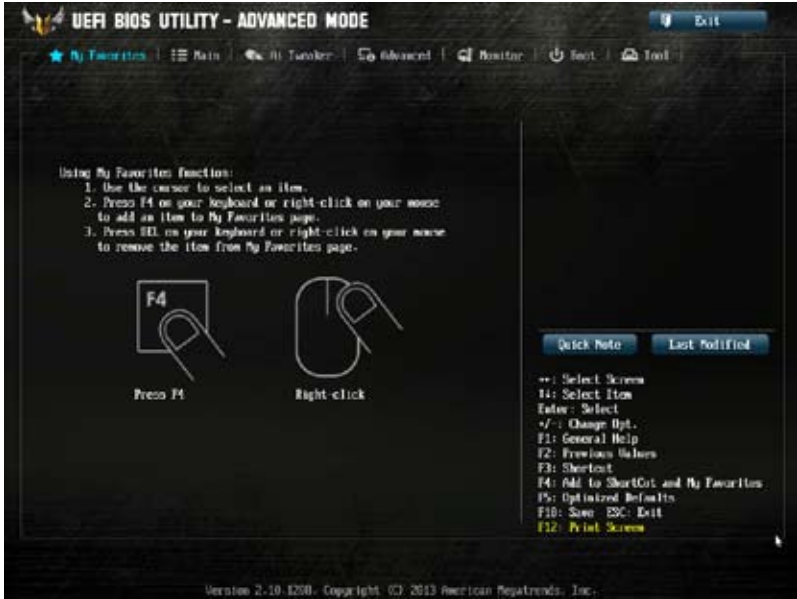 UEFI BIOS UTILITY - ADVANCED MODE
Exit
My Favorites | Main | Ai Tweaker | Advanced | Monitor | Boot | Tool
Using My Favorites function:
1. Use the cursor to select an item.
2. Press F4 on your keyboard or right-click on your mouse
to add an item to My Favorites page.
3. Press DEL on your keyboard or right-click on your mouse
to remove the item from My Favorites page.
F4
Press F4
Right-click
Quick Note
Last Modified
→←: Select Screen
↑↓: Select Item
Enter: Select
+/-: Change Opt.
F1: General Help
F2: Previous Values
F3: Shortcut
F4: Add to ShortCut and My Favorites
F5: Optimized Defaults
F10: Save ESC: Exit
F12: Print Screen
Version 2.10.1208. Copyright (C) 2013 American Megatrends, Inc.